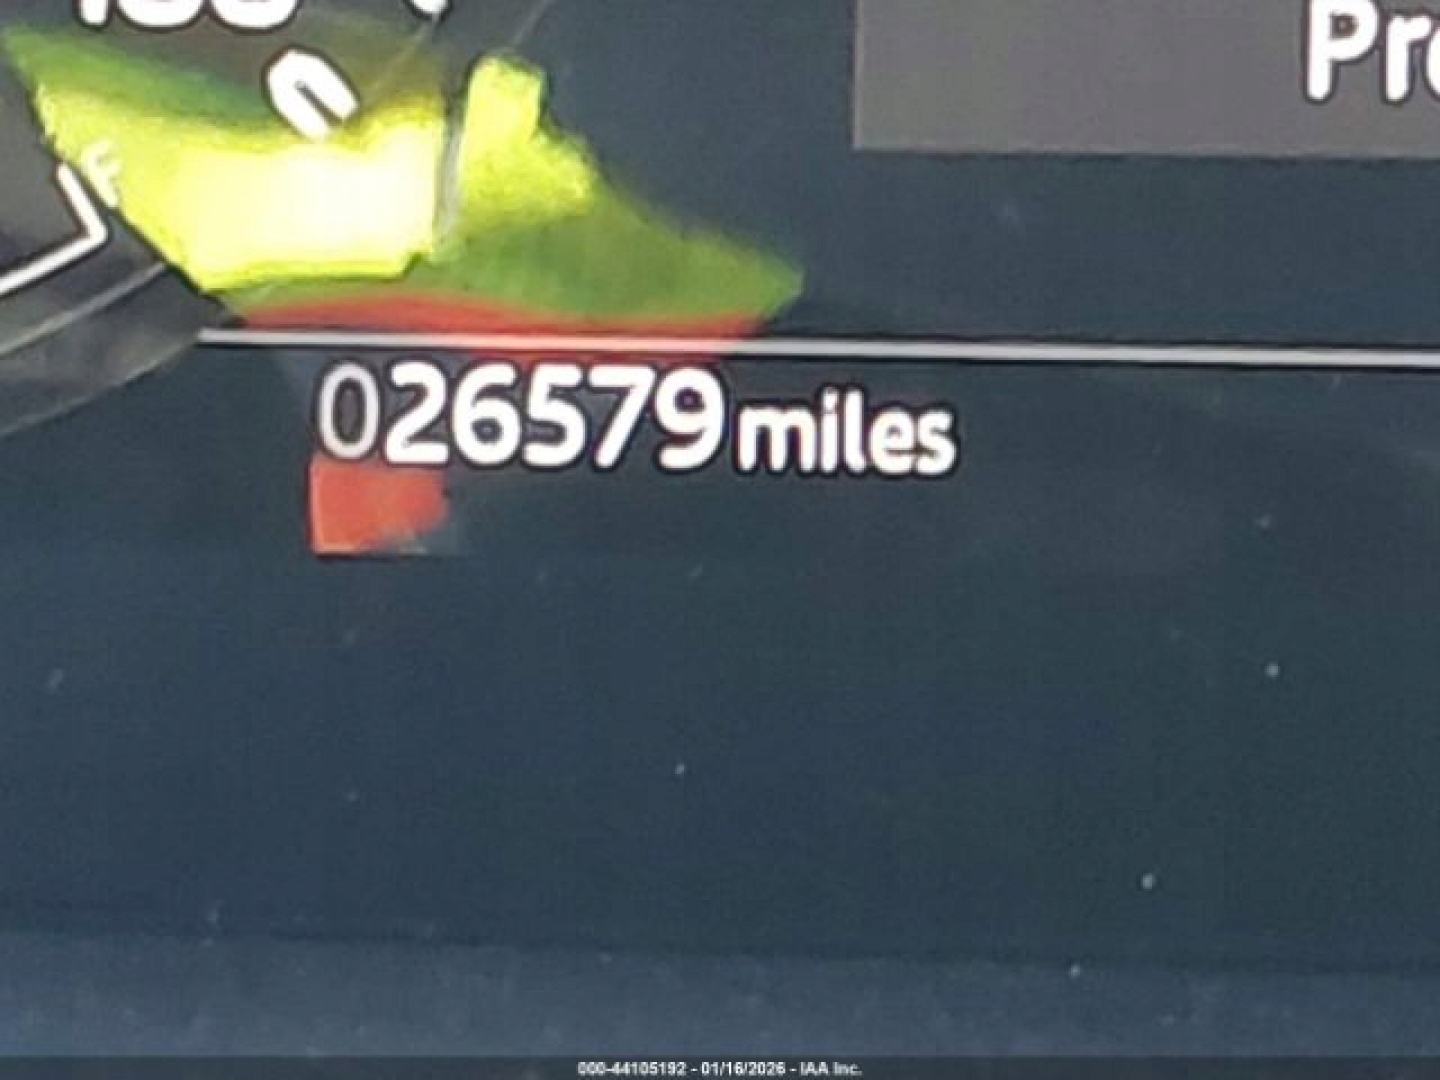 Pr
F
026579 miles
000-44105192 - 01/16/2026 - IAA Inc.